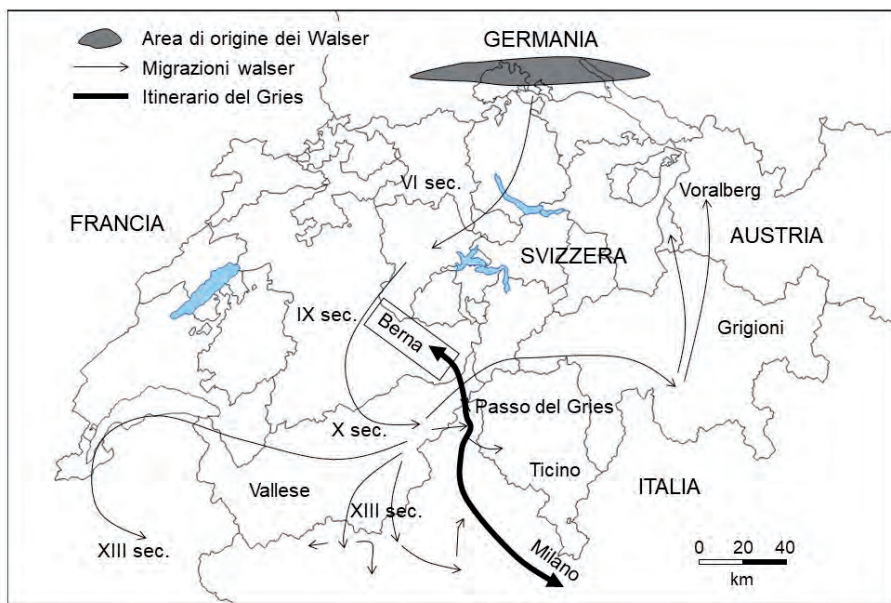 Area di origine dei Walser
Migrazioni walser
Itinerario del Gries
GERMANIA
VI sec.
Voralberg
FRANCIA
SVIZZERA
AUSTRIA
IX sec.
Berna
Grigioni
Passo del Gries
X sec.
Ticino
Vallese
ITALIA
XIII sec.
XIII sec.
Milano
0 20 40
km